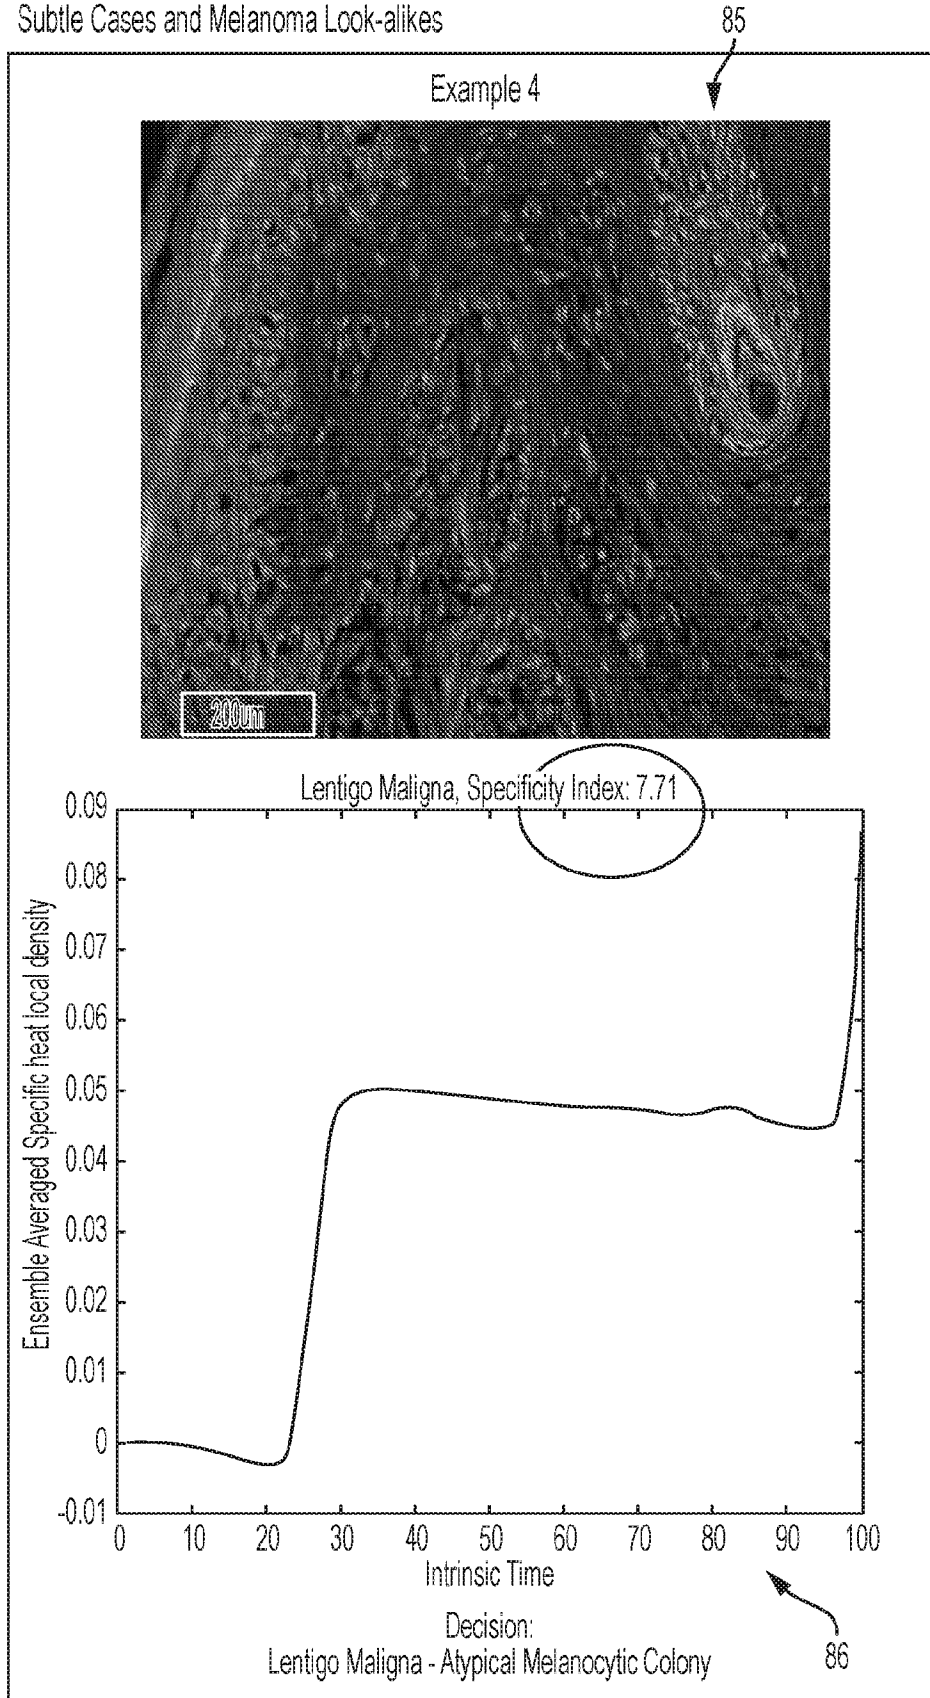 Subtle Cases and Melanoma Look-alikes
85
Example 4
200um
Lentigo Maligna, Specificity Index: 7.71
Ensemble Averaged Specific heat local density
0.09
0.08
0.07
0.06
0.05
0.04
0.03
0.02
0.01
0
-0.01
0 10 20 30 40 50 60 70 80 90 100
Intrinsic Time
86
Decision:
Lentigo Maligna - Atypical Melanocytic Colony